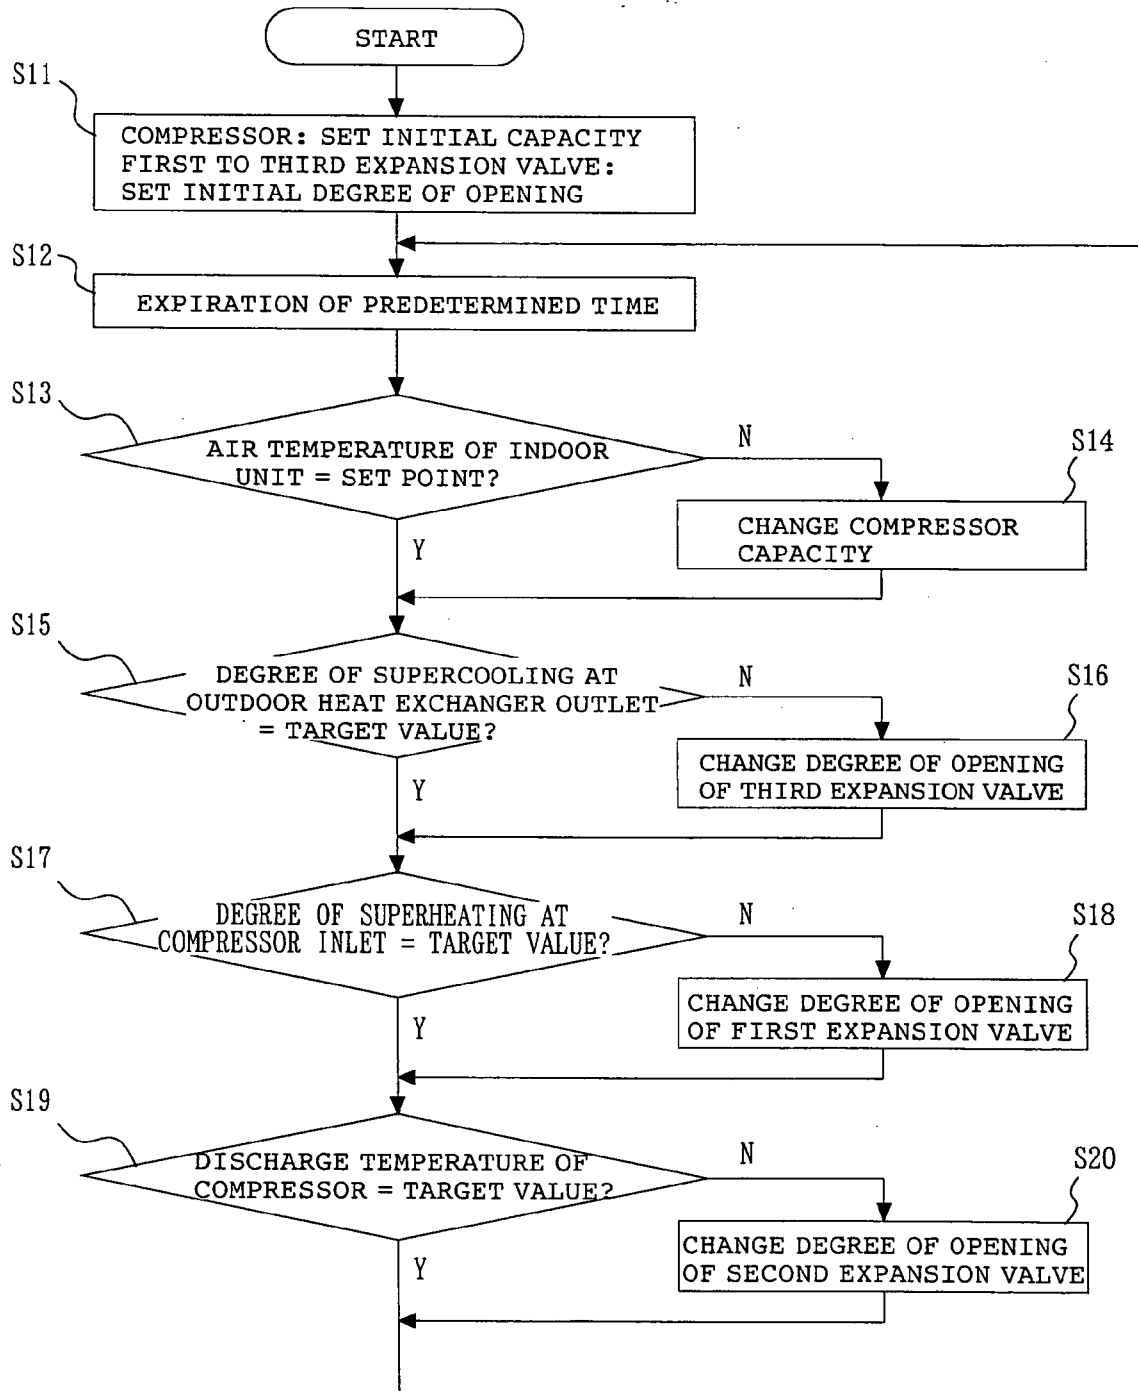 START
S11
COMPRESSOR: SET INITIAL CAPACITY
FIRST TO THIRD EXPANSION VALVE:
SET INITIAL DEGREE OF OPENING
S12
EXPIRATION OF PREDETERMINED TIME
S13
AIR TEMPERATURE OF INDOOR
UNIT = SET POINT?
N
Y
S14
CHANGE COMPRESSOR
CAPACITY
S15
DEGREE OF SUPERCOOLING AT
OUTDOOR HEAT EXCHANGER OUTLET
= TARGET VALUE?
N
Y
S16
CHANGE DEGREE OF OPENING
OF THIRD EXPANSION VALVE
S17
DEGREE OF SUPERHEATING AT
COMPRESSOR INLET = TARGET VALUE?
N
Y
S18
CHANGE DEGREE OF OPENING
OF FIRST EXPANSION VALVE
S19
DISCHARGE TEMPERATURE OF
COMPRESSOR = TARGET VALUE?
N
Y
S20
CHANGE DEGREE OF OPENING
OF SECOND EXPANSION VALVE